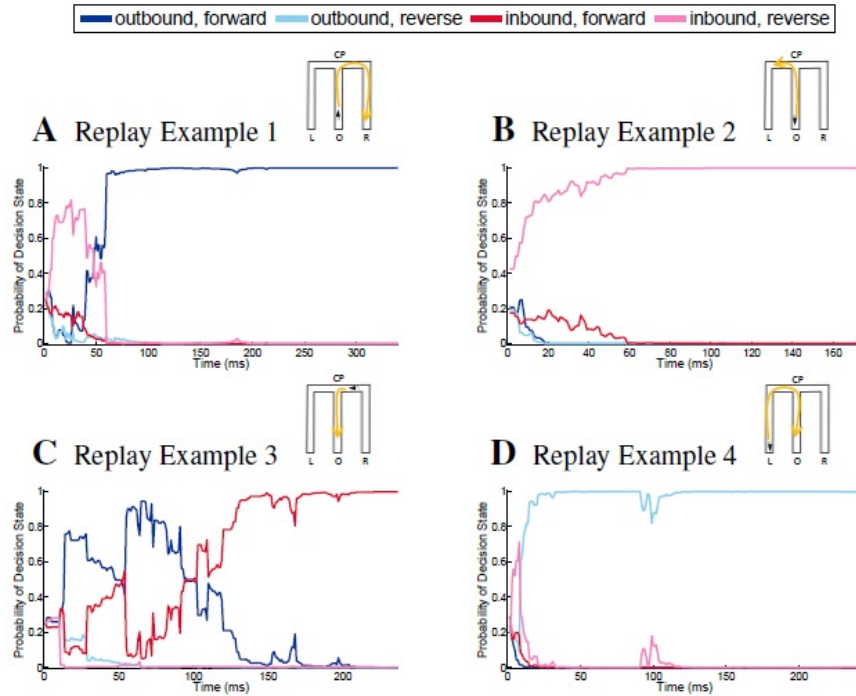 outbound, forward outbound, reverse inbound, forward inbound, reverse
CP
L O R
A Replay Example 1
Probability of Decision State
1
0.8
0.6
0.4
0.2
0
0 50 100 150 200 250 300
Time (ms)
CP
L O R
B Replay Example 2
Probability of Decision State
1
0.8
0.6
0.4
0.2
0
0 20 40 60 80 100 120 140 160
Time (ms)
CP
L O R
C Replay Example 3
Probability of Decision State
1
0.8
0.6
0.4
0.2
0
0 50 100 150 200
Time (ms)
CP
L O R
D Replay Example 4
Probability of Decision State
1
0.8
0.6
0.4
0.2
0
0 50 100 150 200
Time (ms)